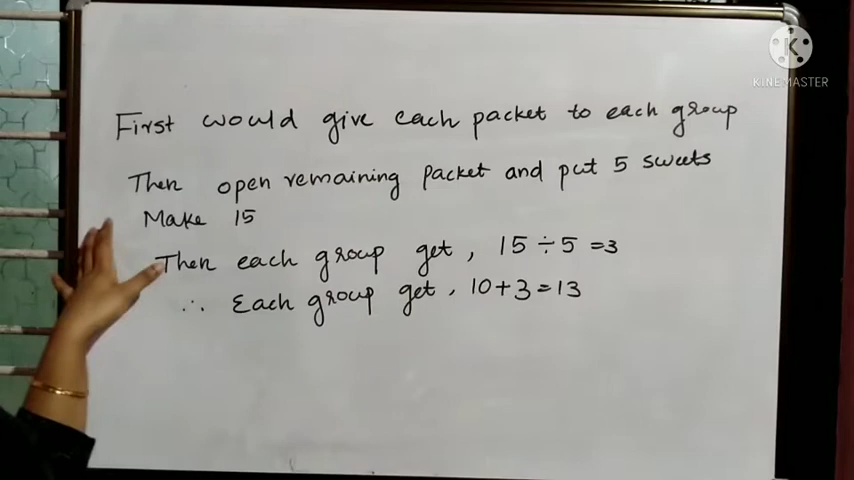 First would give each packet to each group
Then open remaining packet and put 5 sweets
Make 15
Then each group get, 15 ÷ 5 = 3
∴ Each group get, 10 + 3 = 13
K
KINEMASTER